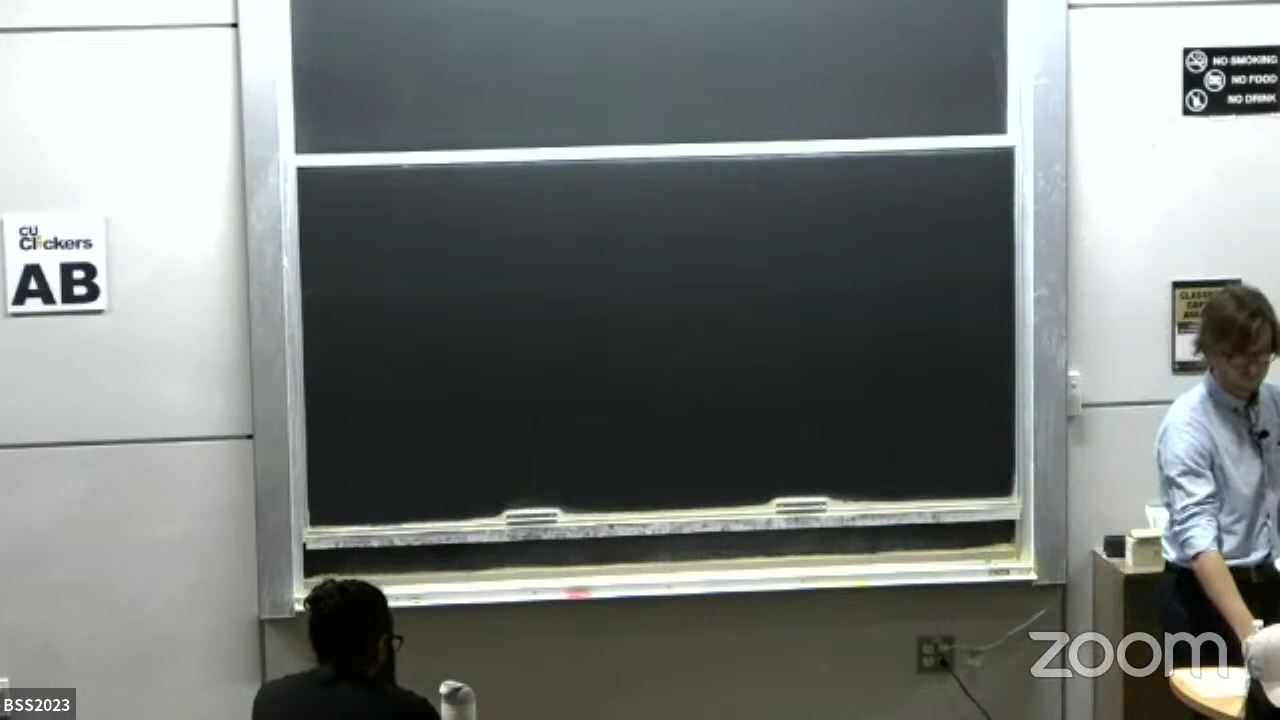 NO SMOKING
NO FOOD
NO DRINK
CU
Clickers
AB
zoom
BSS2023